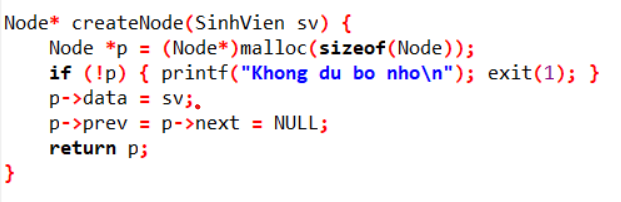 Node* createNode(SinhVien sv) {
    Node *p = (Node*)malloc(sizeof(Node));
    if (!p) { printf("Khong du bo nho\n"); exit(1); }
    p->data = sv;
    p->prev = p->next = NULL;
    return p;
}